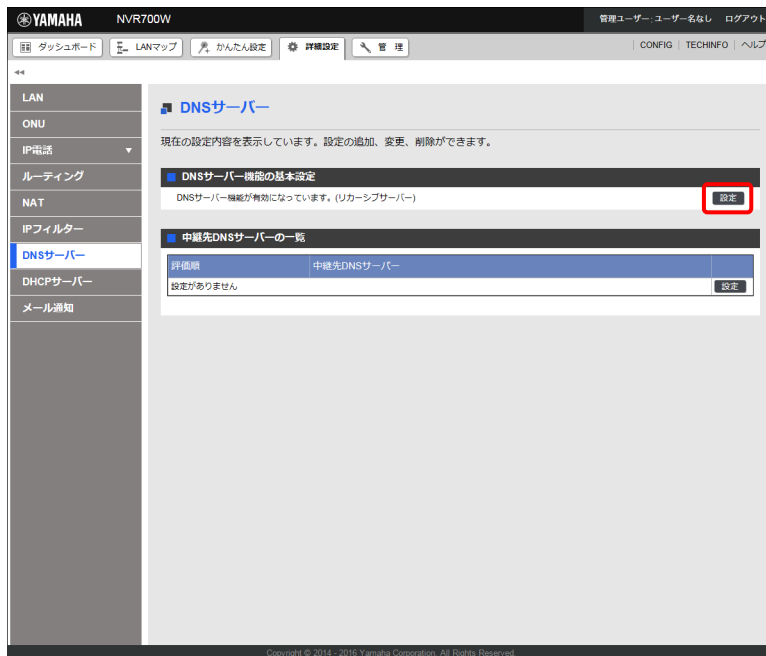 YAMAHA NVR700W 管理ユーザー:ユーザー名なし ログアウト
ダッシュボード LANマップ かんたん設定 詳細設定 管 理 CONFIG | TECHINFO | ヘルプ
LAN
ONU
IP電話 ▼
ルーティング
NAT
IPフィルター
DNSサーバー
DHCPサーバー
メール通知
DNSサーバー
現在の設定内容を表示しています。設定の追加、変更、削除ができます。
DNSサーバー機能の基本設定
DNSサーバー機能が有効になっています。(リカーシブサーバー) 設定
中継先DNSサーバーの一覧
評価順 中継先DNSサーバー
設定がありません 設定
Copyright © 2014 - 2016 Yamaha Corporation. All Rights Reserved.